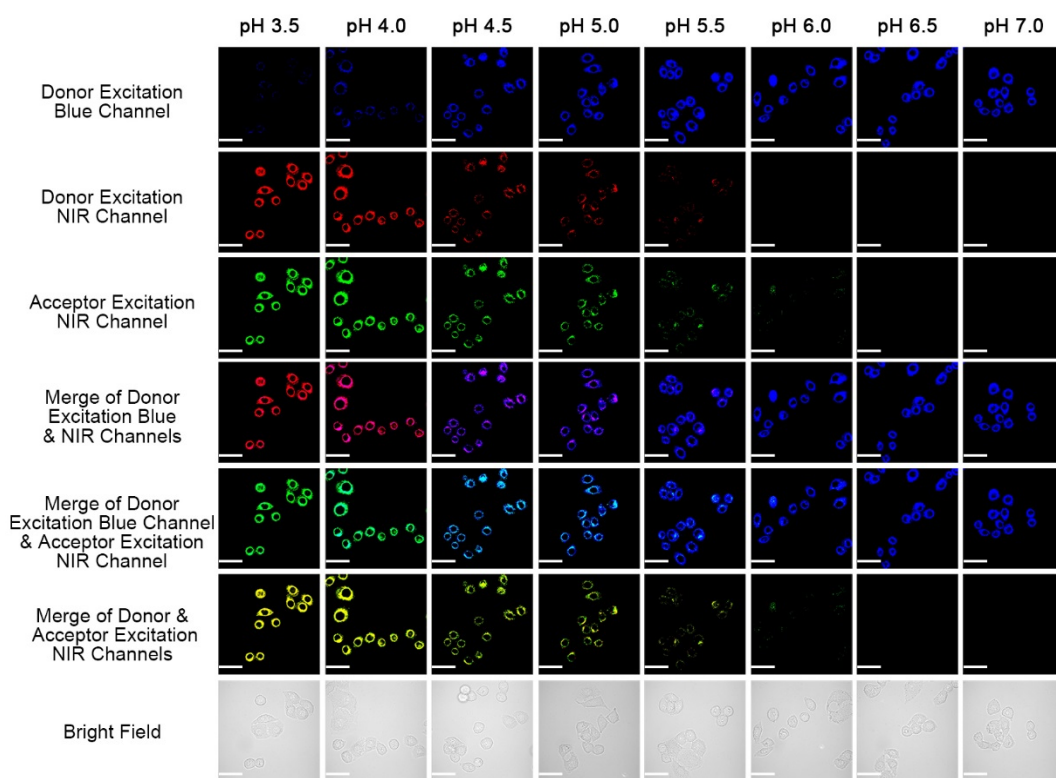 pH 3.5 pH 4.0 pH 4.5 pH 5.0 pH 5.5 pH 6.0 pH 6.5 pH 7.0
Donor Excitation
Blue Channel
Donor Excitation
NIR Channel
Acceptor Excitation
NIR Channel
Merge of Donor
Excitation Blue
& NIR Channels
Merge of Donor
Excitation Blue Channel
& Acceptor Excitation
NIR Channel
Merge of Donor &
Acceptor Excitation
NIR Channels
Bright Field